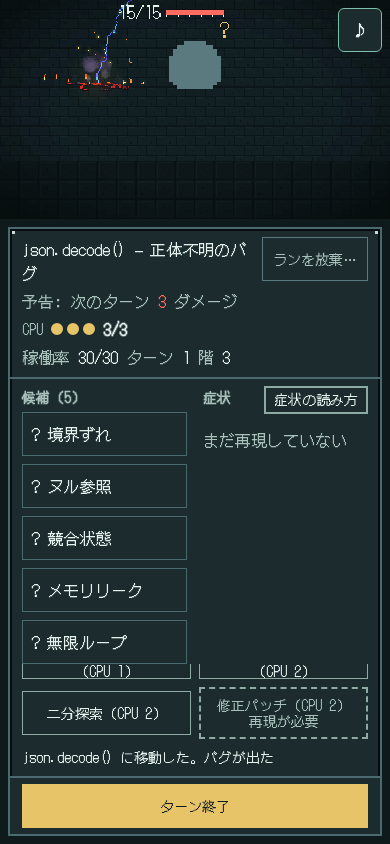 15/15
?
♪
json.decode() – 正体不明のバ
グ
ランを放棄…
予告: 次のターン 3 ダメージ
CPU 3/3
稼働率 30/30 ターン 1 階 3
候補 (5)
症状
症状の読み方
? 境界ずれ
まだ再現していない
? ヌル参照
? 競合状態
? メモリリーク
? 無限ループ
(CPU 1)
(CPU 2)
二分探索 (CPU 2)
修正パッチ (CPU 2)
再現が必要
json.decode() に移動した。バグが出た
ターン終了